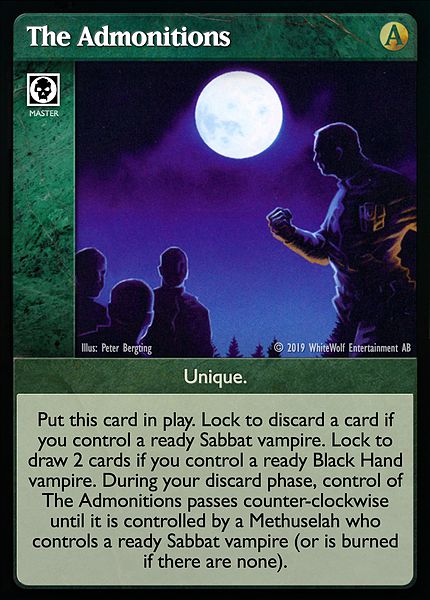 The Admonitions
A
MASTER
Illus: Peter Bergting
© 2019 WhiteWolf Entertainment AB
Unique.
Put this card in play. Lock to discard a card if
you control a ready Sabbat vampire. Lock to
draw 2 cards if you control a ready Black Hand
vampire. During your discard phase, control of
The Admonitions passes counter-clockwise
until it is controlled by a Methuselah who
controls a ready Sabbat vampire (or is burned
if there are none).